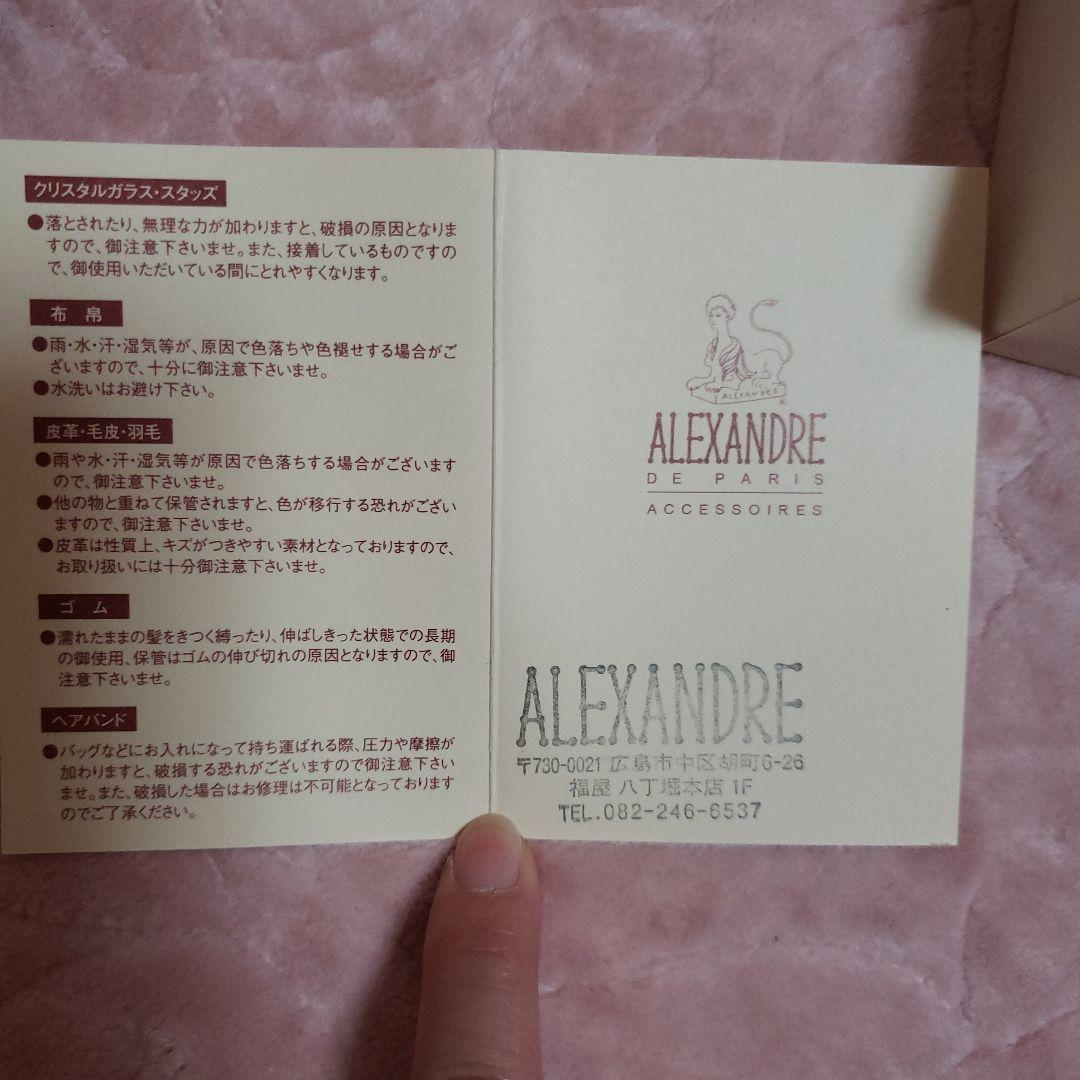 クリスタルガラス・スタッズ
●落とされたり、無理な力が加わりますと、破損の原因となりま
すので、御注意下さいませ。また、接着しているものですの
で、御使用いただいている間にとれやすくなります。
布帛
●雨・水・汗・湿気等が、原因で色落ちや色褪せする場合がご
ざいますので、十分に御注意下さいませ。
●水洗いはお避け下さい。
皮革・毛皮・羽毛
●雨や水・汗・湿気等が原因で色落ちする場合がございます
ので、御注意下さいませ。
●他の物と重ねて保管されますと、色が移行する恐れがござい
ますので、御注意下さいませ。
●皮革は性質上、キズがつきやすい素材となっておりますので、
お取り扱いには十分御注意下さいませ。
ゴム
●濡れたままの髪をきつく縛ったり、伸ばしきった状態での長期
の御使用、保管はゴムの伸び切れの原因となりますので、御
注意下さいませ。
ヘアバンド
●バッグなどにお入れになって持ち運ばれる際、圧力や摩擦が
加わりますと、破損する恐れがございますので御注意下さい
ませ。また、破損した場合はお修理は不可能となっております
のでご了承ください。
ALEXANDRE
®
ALEXANDRE
DE PARIS
ACCESSOIRES
ALEXANDRE
〒730-0021 広島市中区胡町6-26
福屋 八丁堀本店 1F
TEL.082-246-6537